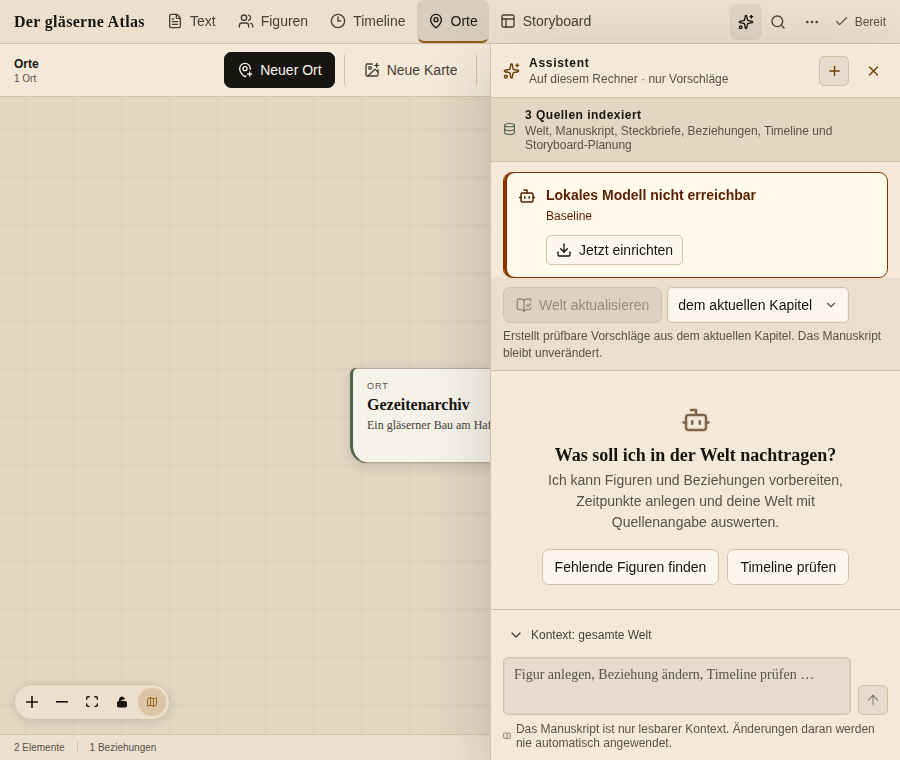 Der gläserne Atlas
Text
Figuren
Timeline
Orte
Storyboard
Bereit
Orte
1 Ort
Neuer Ort
Neue Karte
Assistent
Auf diesem Rechner · nur Vorschläge
3 Quellen indexiert
Welt, Manuskript, Steckbriefe, Beziehungen, Timeline und
Storyboard-Planung
Lokales Modell nicht erreichbar
Baseline
Jetzt einrichten
Welt aktualisieren
dem aktuellen Kapitel
Erstellt prüfbare Vorschläge aus dem aktuellen Kapitel. Das Manuskript
bleibt unverändert.
ORT
Gezeitenarchiv
Ein gläserner Bau am
Was soll ich in der Welt nachtragen?
Ich kann Figuren und Beziehungen vorbereiten,
Zeitpunkte anlegen und deine Welt mit
Quellenangabe auswerten.
Fehlende Figuren finden
Timeline prüfen
Kontext: gesamte Welt
Figur anlegen, Beziehung ändern, Timeline prüfen …
Das Manuskript ist nur lesbarer Kontext. Änderungen daran werden
nie automatisch angewendet.
2 Elemente
1 Beziehungen